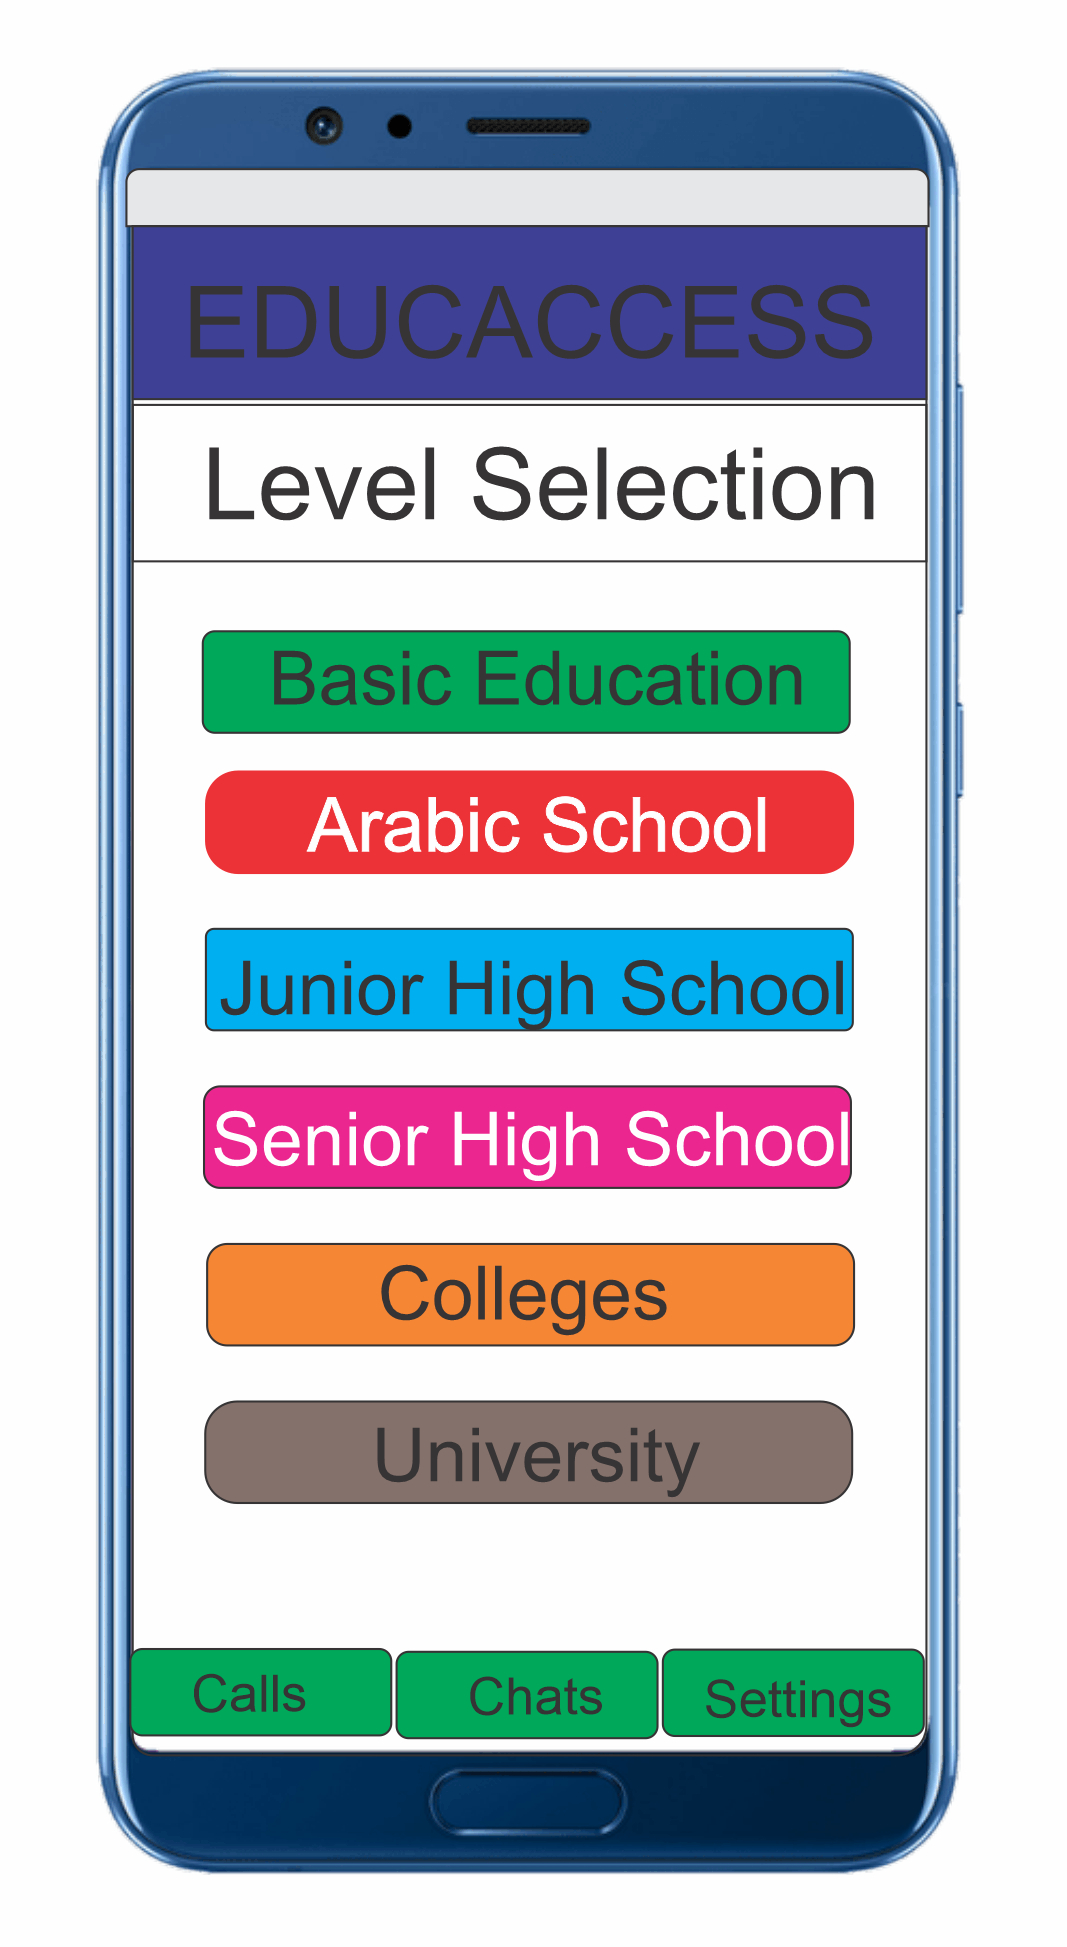 EDUCACCESS
Level Selection
Basic Education
Arabic School
Junior High School
Senior High School
Colleges
University
Calls
Chats
Settings